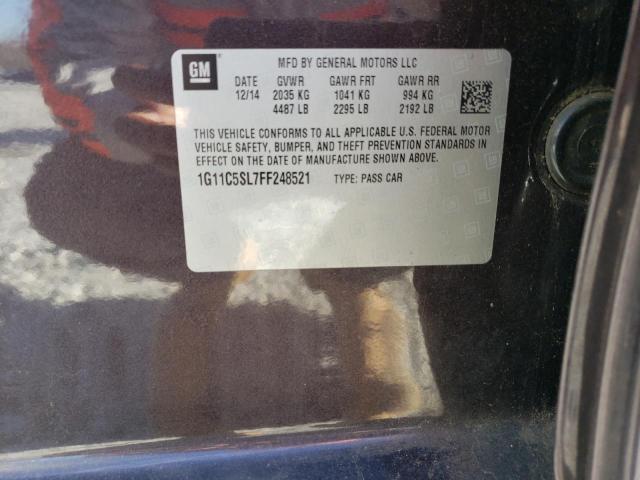 GM
MFD BY GENERAL MOTORS LLC
DATE GVWR GAWR FRT GAWR RR
12/14 2035 KG 1041 KG 994 KG
4487 LB 2295 LB 2192 LB
THIS VEHICLE CONFORMS TO ALL APPLICABLE U.S. FEDERAL MOTOR
VEHICLE SAFETY, BUMPER, AND THEFT PREVENTION STANDARDS IN
EFFECT ON THE DATE OF MANUFACTURE SHOWN ABOVE.
1G11C5SL7FF248521 TYPE: PASS CAR